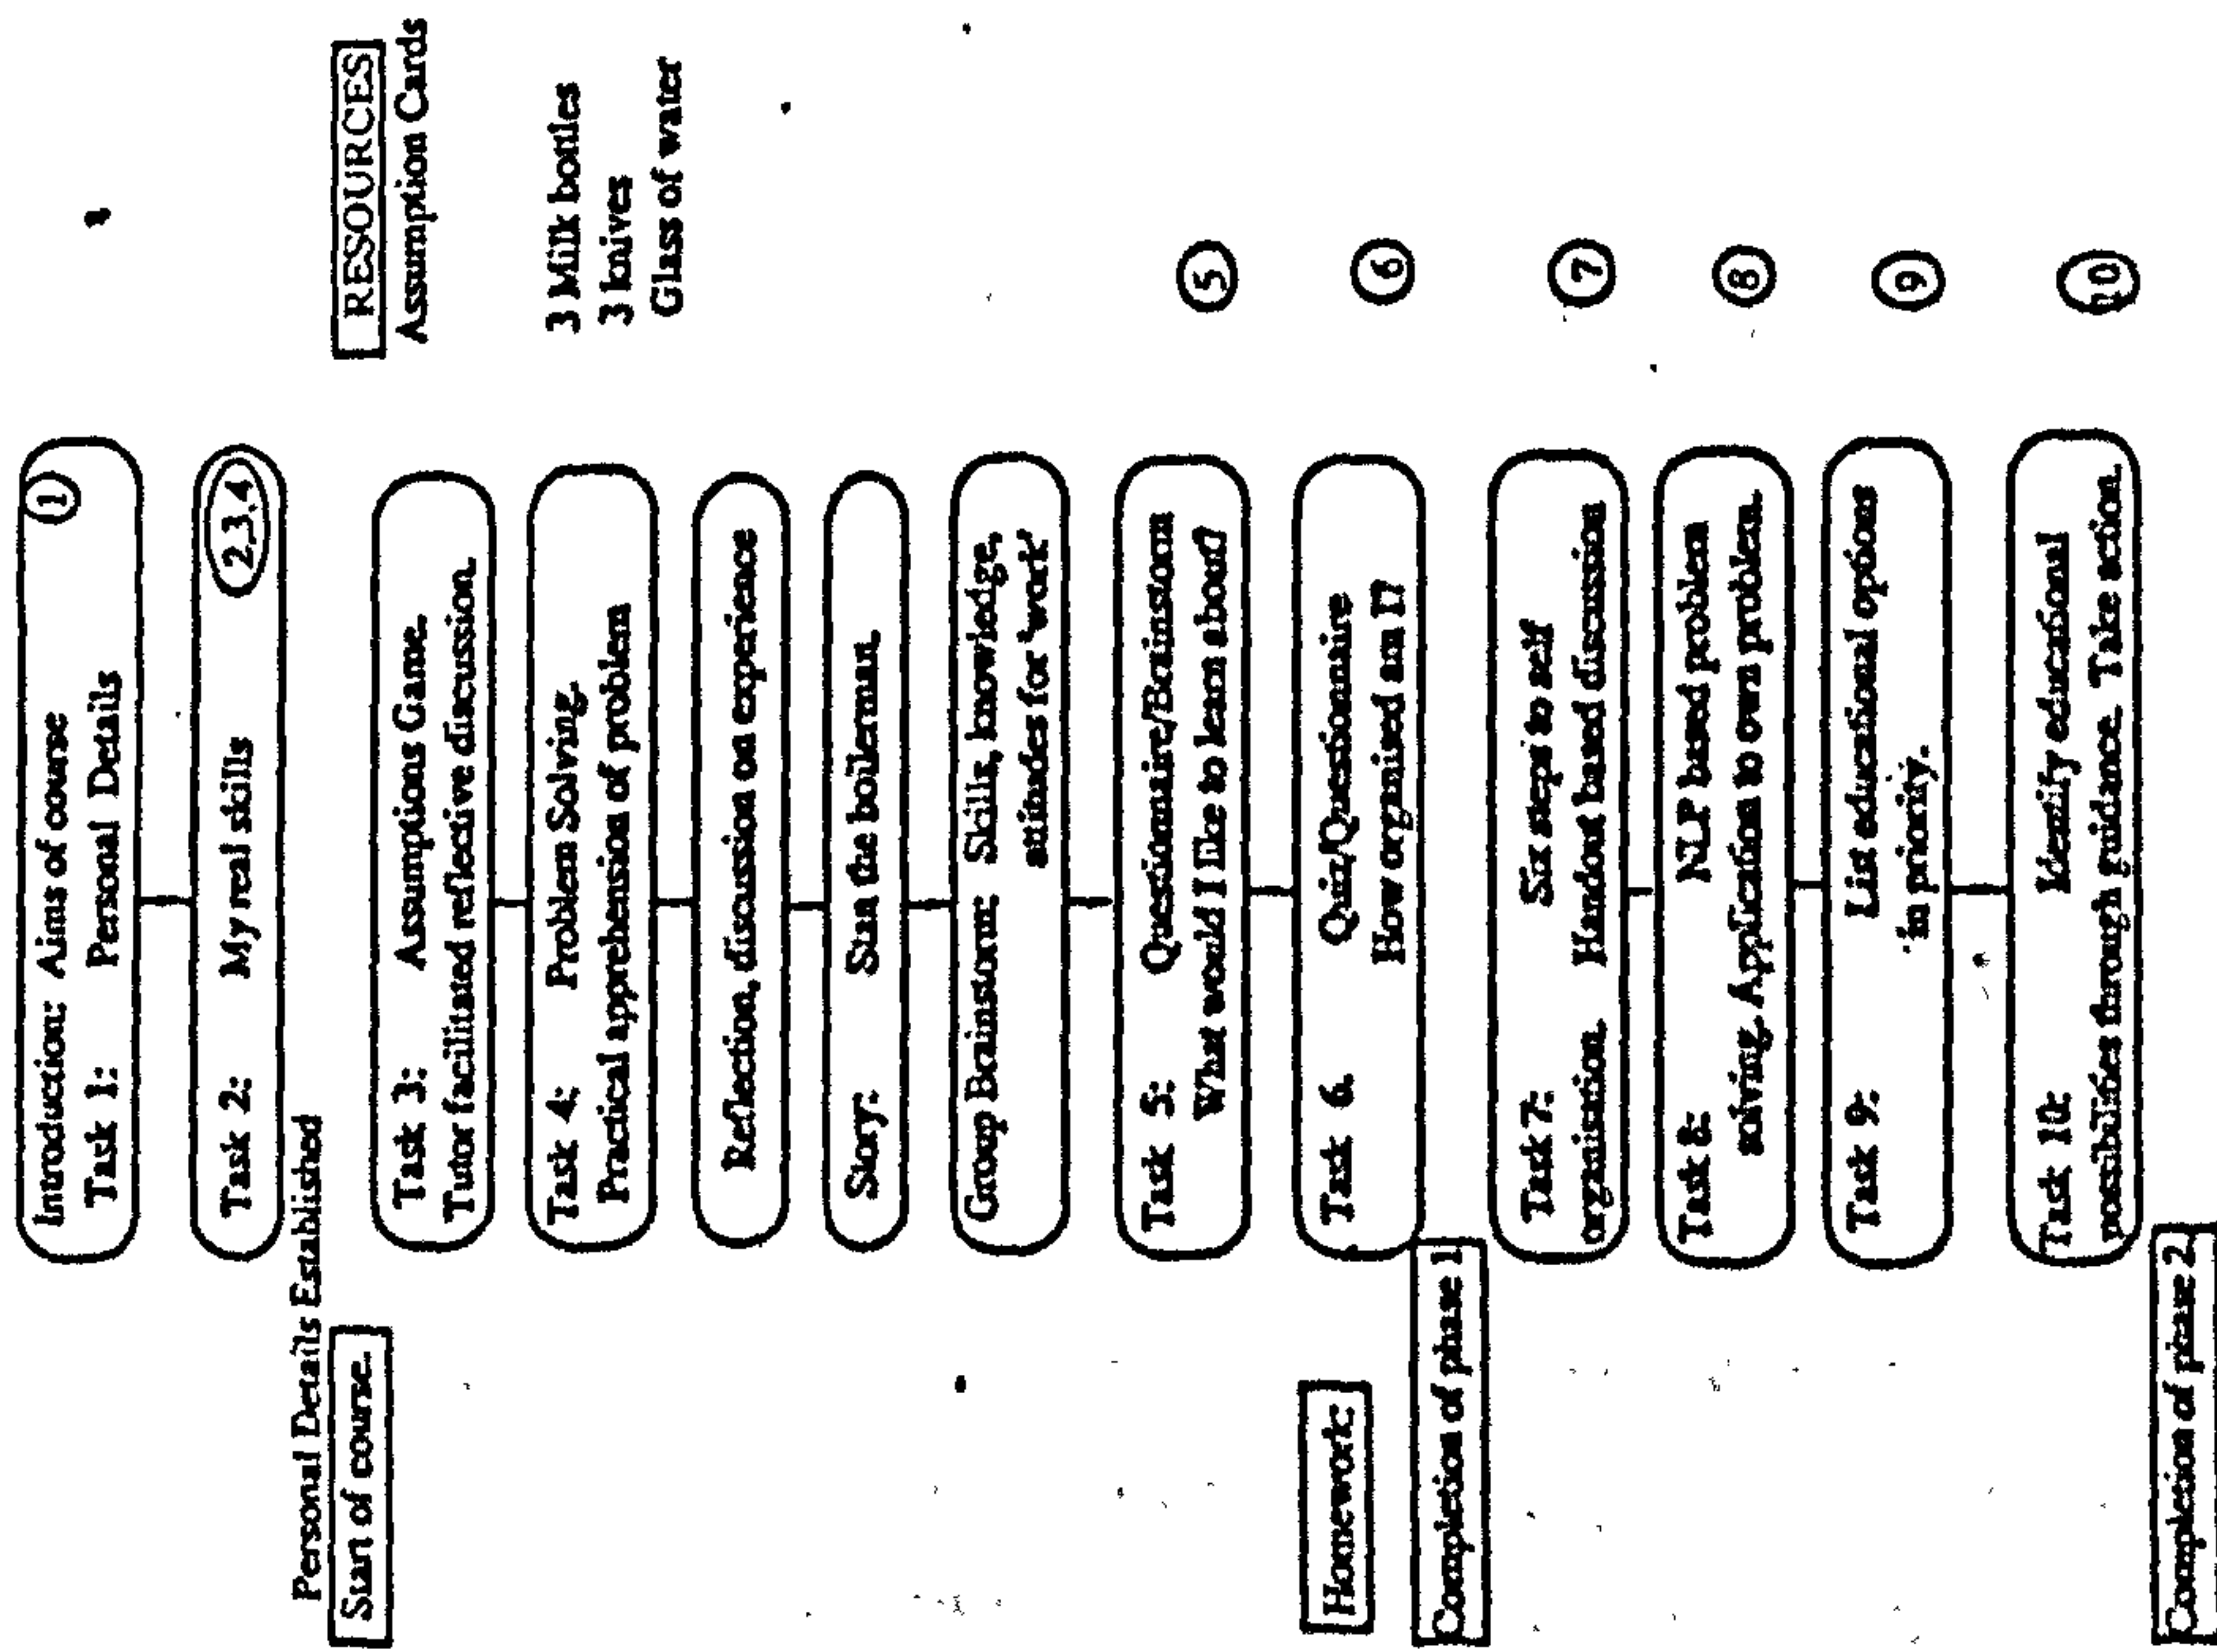 Introduction: Aims of course 1
Task 1: Personal Details
Task 2: My real skills 2.3.4
Personal Details Established
Start of course.
RESOURCES
Task 3: Assumptions Game.
Assumption Cards
Tutor facilitated reflective discussion.
Task 4: Problem Solving.
3 Milk bottles
Practical apprehension of problem
3 knives
Glass of water
Reflection, discussion on experience
Story: Stan the boilerman.
Group Brainstorm: Skills, knowledge,
attitudes for 'work'
Task 5: Questionnaire/Brainstorm
What would I like to learn about?
5
Homework:
Task 6. Quiz/Questionnaire
How organised am I?
6
Completion of phase 1
Task 7: Six steps to self
organisation. Handout based discussion
7
Task 8: NLP based problem
solving. Application to own problem.
8
Task 9: List educational options
in priority.
9
Task 10: Identify educational
possibilities through guidance. Take action.
10
Completion of phase 2